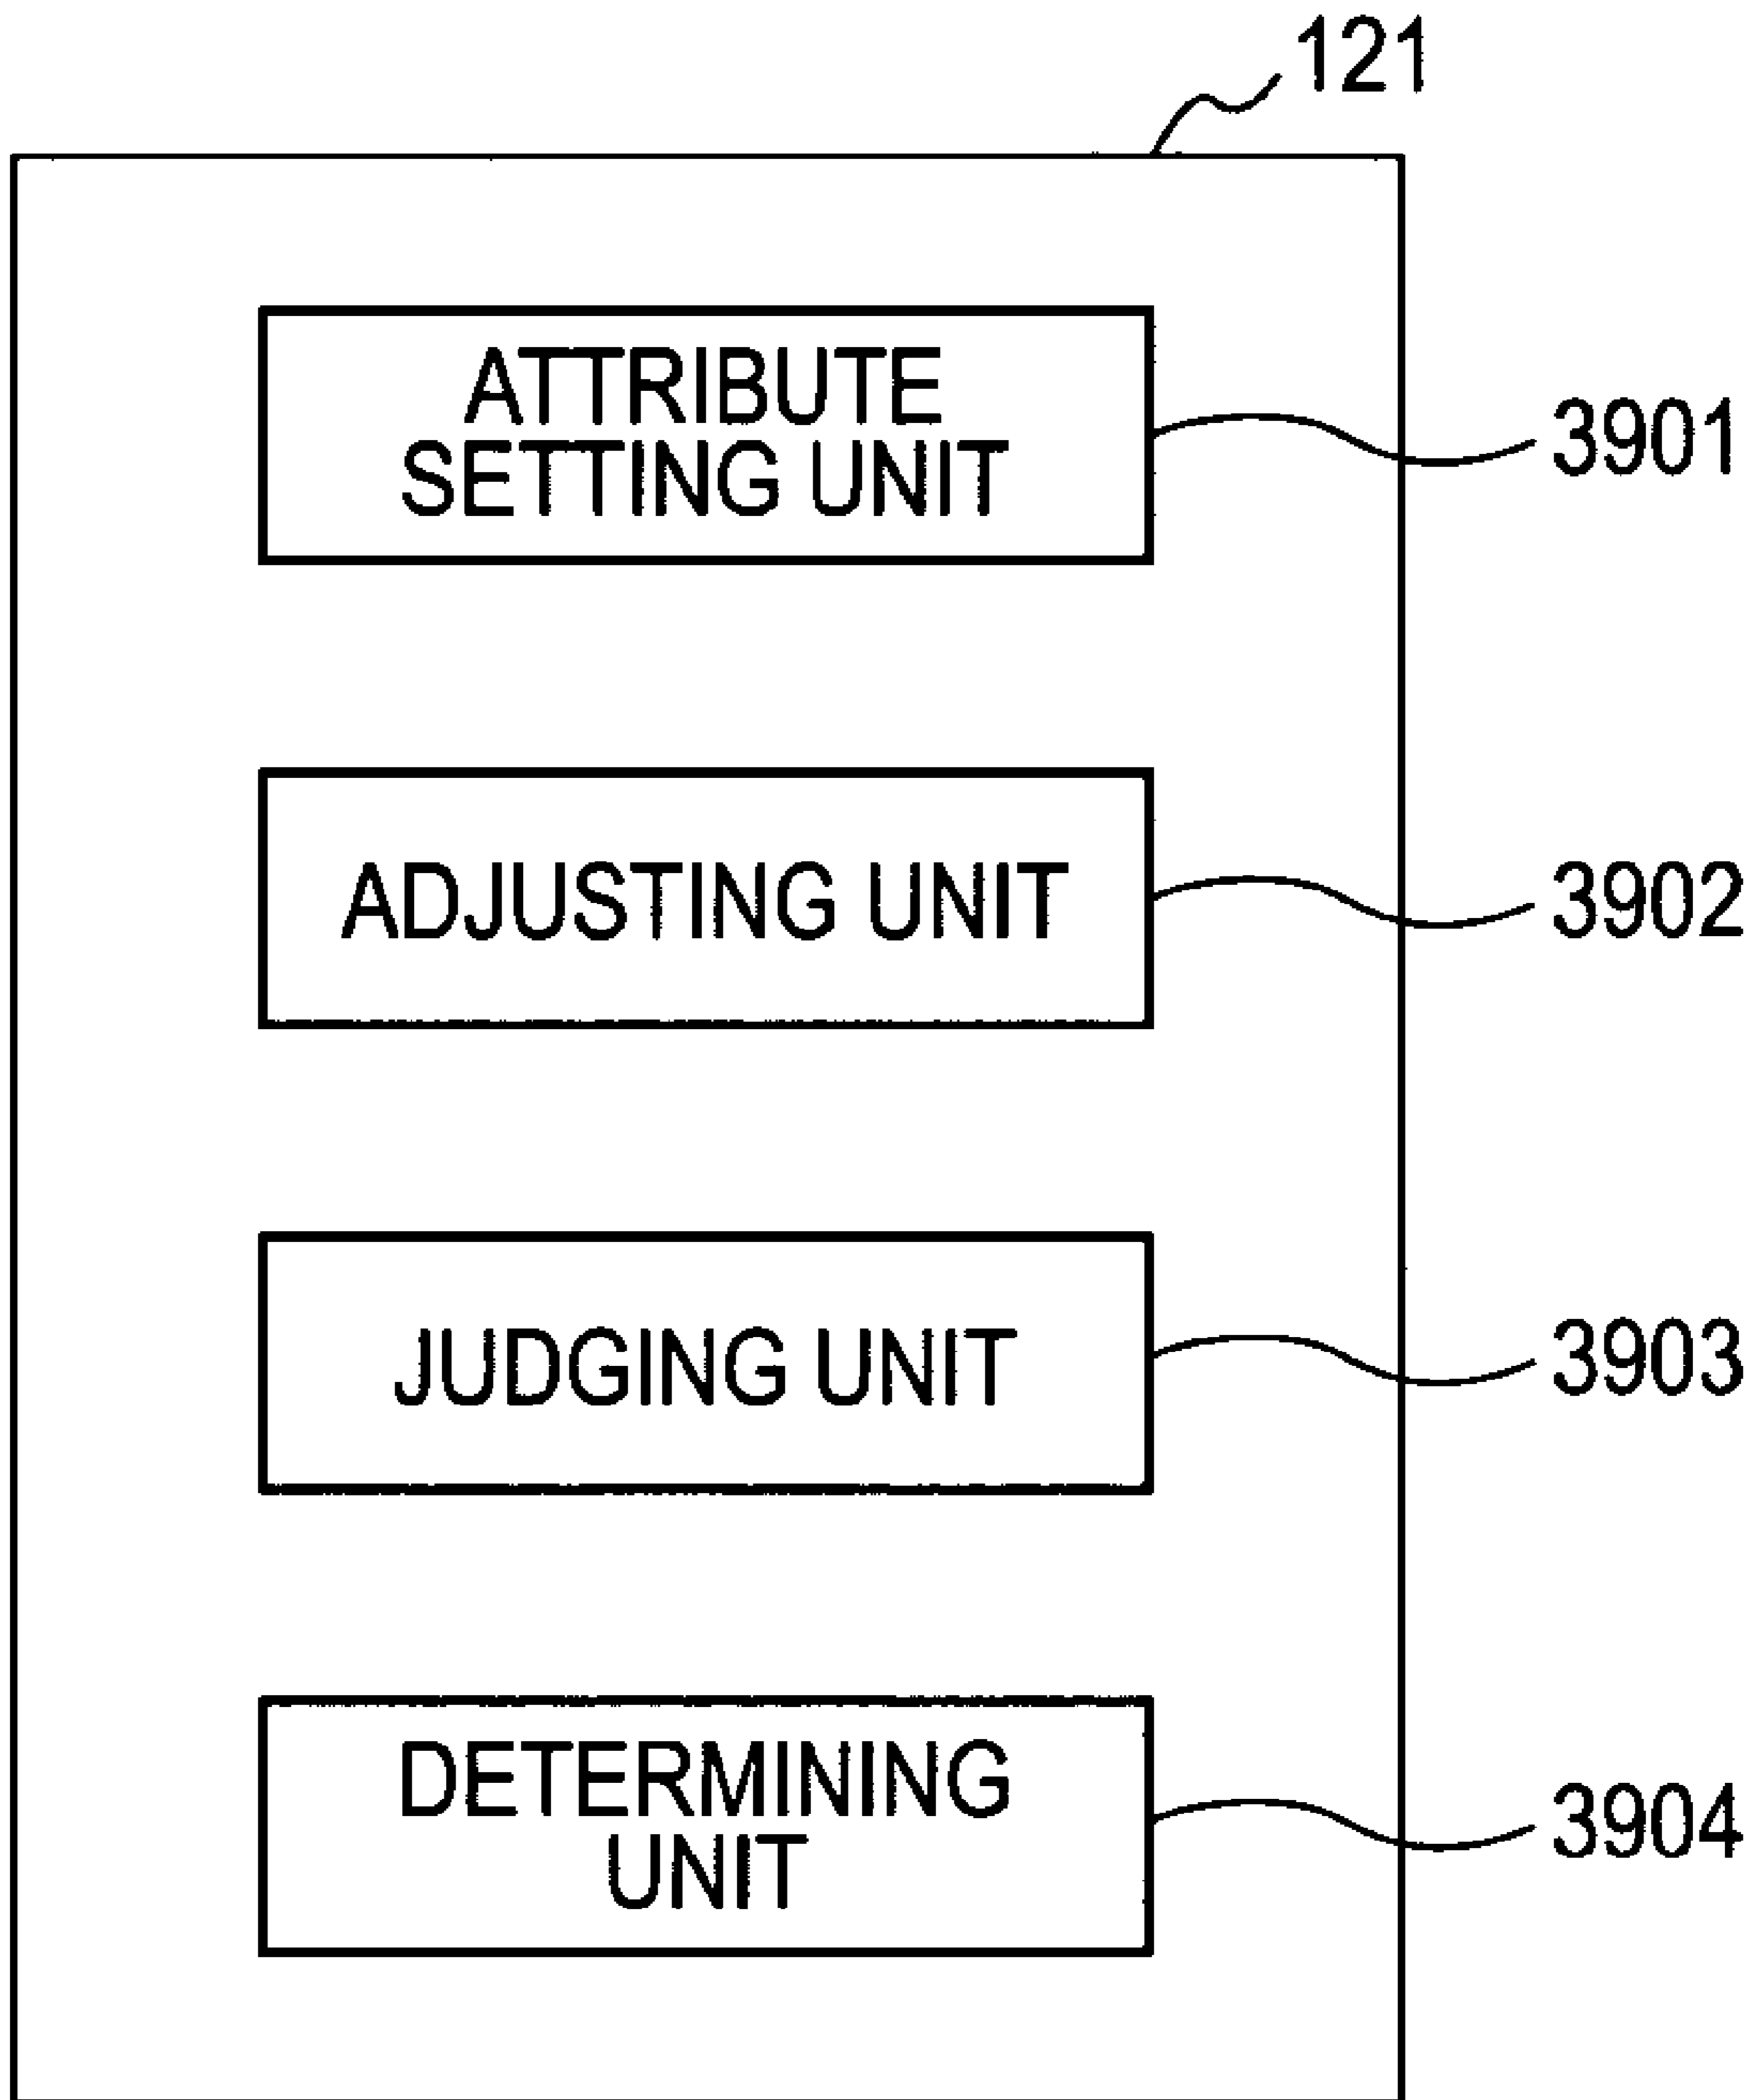 121
ATTRIBUTE
SETTING UNIT
3901
ADJUSTING UNIT
3902
JUDGING UNIT
3903
DETERMINING
UNIT
3904